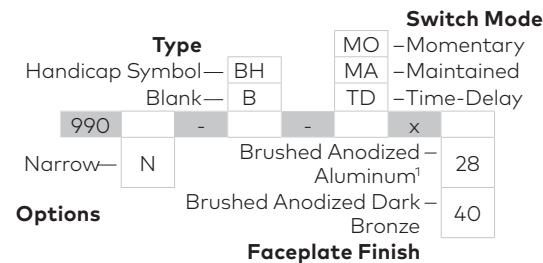 Switch Mode
Type MO –Momentary
Handicap Symbol— BH MA –Maintained
Blank— B TD –Time-Delay
990 - - x
Narrow— N Brushed Anodized – 28
Aluminum¹
Options Brushed Anodized Dark – 40
Bronze
Faceplate Finish